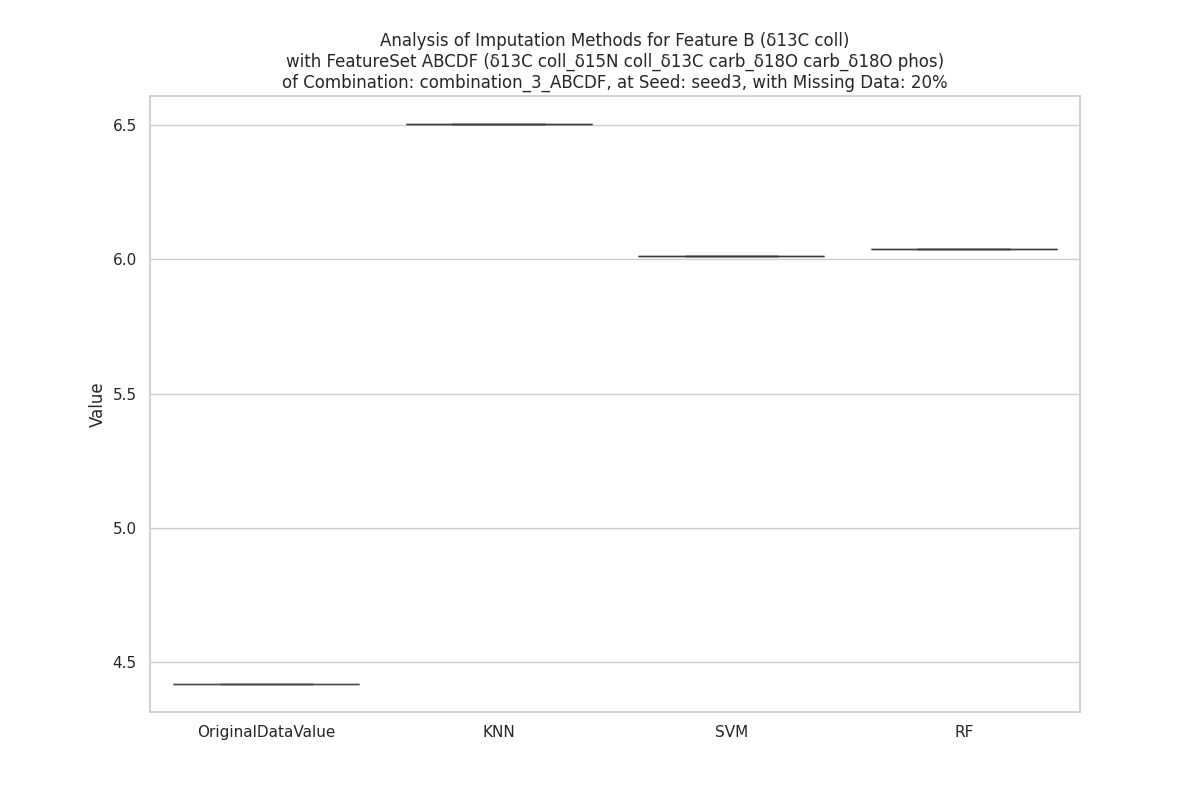 Analysis of Imputation Methods for Feature B (δ13C coll)
with FeatureSet ABCDF (δ13C coll_δ15N coll_δ13C carb_δ18O carb_δ18O phos)
of Combination: combination_3_ABCDF, at Seed: seed3, with Missing Data: 20%
6.5
6.0
5.5
5.0
4.5
Value
OriginalDataValue
KNN
SVM
RF